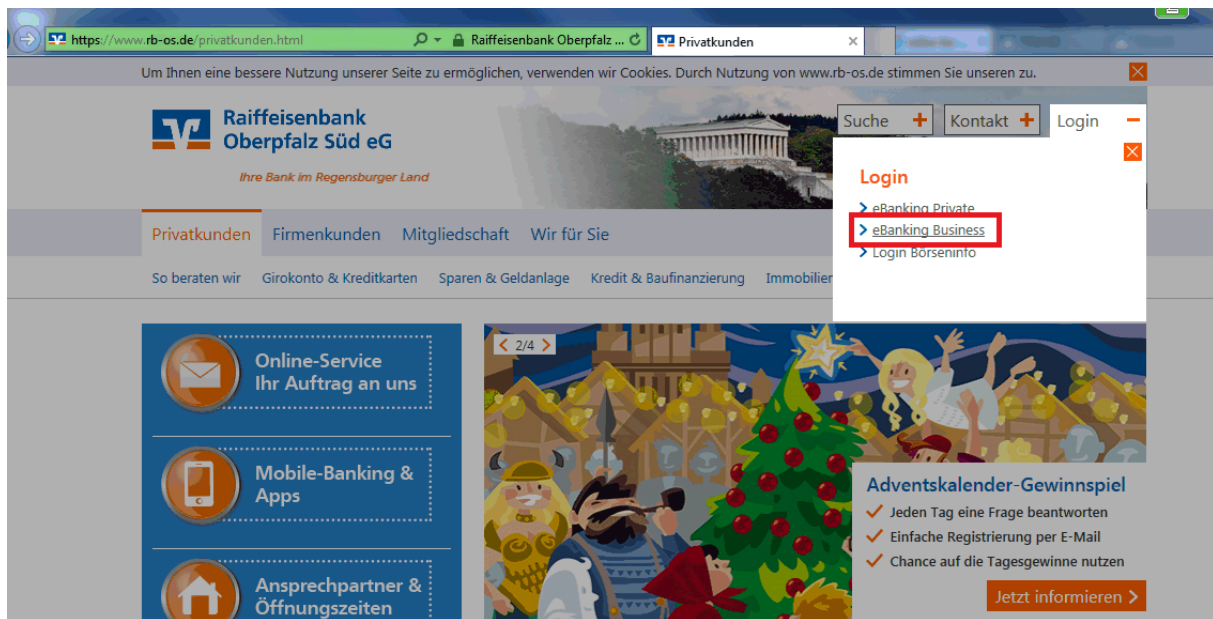 https://www.rb-os.de/privatkunden.html
Raiffeisenbank Oberpfalz ...
Privatkunden
Um Ihnen eine bessere Nutzung unserer Seite zu ermöglichen, verwenden wir Cookies. Durch Nutzung von www.rb-os.de stimmen Sie unseren zu.
Raiffeisenbank
Oberpfalz Süd eG
Ihre Bank im Regensburger Land
Suche + Kontakt + Login −
Login
eBanking Private
eBanking Business
Login Börseninfo
Privatkunden Firmenkunden Mitgliedschaft Wir für Sie
So beraten wir Girokonto & Kreditkarten Sparen & Geldanlage Kredit & Baufinanzierung Immobilien
Online-Service
Ihr Auftrag an uns
Mobile-Banking &
Apps
Ansprechpartner &
Öffnungszeiten
2/4
Adventskalender-Gewinnspiel
Jeden Tag eine Frage beantworten
Einfache Registrierung per E-Mail
Chance auf die Tagesgewinne nutzen
Jetzt informieren